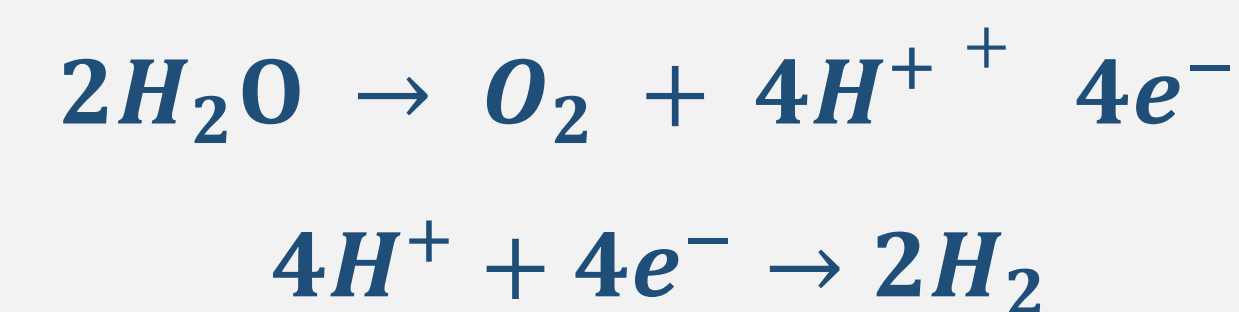 2H₂O → O₂ + 4H⁺ ⁺ 4e⁻
4H⁺ + 4e⁻ → 2H₂